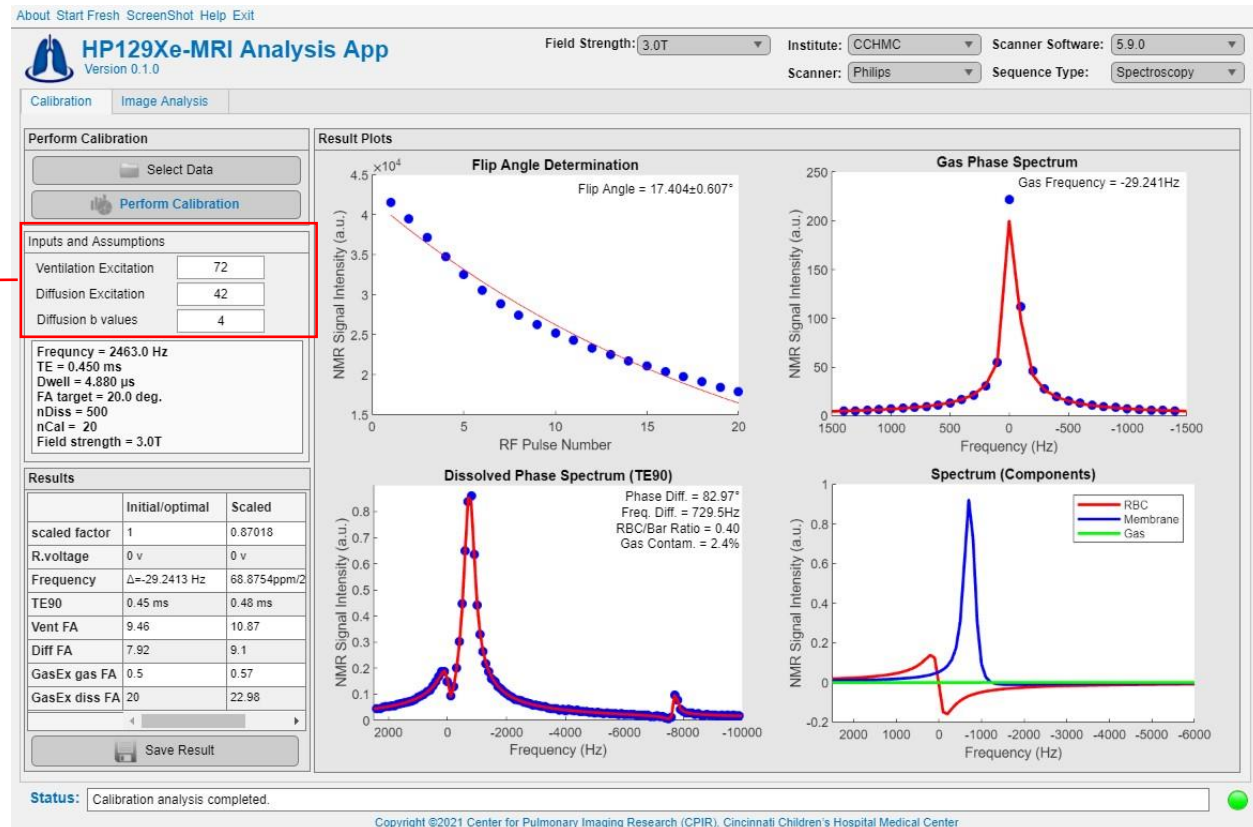 About Start Fresh ScreenShot Help Exit
HP129Xe-MRI Analysis App
Version 0.1.0
Field Strength: 3.0T
Institute: CCHMC
Scanner Software: 5.9.0
Scanner: Philips
Sequence Type: Spectroscopy
Calibration Image Analysis
Perform Calibration
Select Data
Perform Calibration
Inputs and Assumptions
Ventilation Excitation 72
Diffusion Excitation 42
Diffusion b values 4
Frequncy = 2463.0 Hz
TE = 0.450 ms
Dwell = 4.880 μs
FA target = 20.0 deg.
nDiss = 500
nCal = 20
Field strength = 3.0T
Results
Initial/optimal Scaled
scaled factor 1 0.87018
R.voltage 0 v 0 v
Frequency Δ=-29.2413 Hz 68.8754ppm/2
TE90 0.45 ms 0.48 ms
Vent FA 9.46 10.87
Diff FA 7.92 9.1
GasEx gas FA 0.5 0.57
GasEx diss FA 20 22.98
Save Result
Result Plots
Flip Angle Determination
×10⁴
Flip Angle = 17.404±0.607°
NMR Signal Intensity (a.u.)
4.5
4
3.5
3
2.5
2
1.5
0 5 10 15 20
RF Pulse Number
Gas Phase Spectrum
Gas Frequency = -29.241Hz
NMR Signal Intensity (a.u.)
250
200
150
100
50
0
1500 1000 500 0 -500 -1000 -1500
Frequency (Hz)
Dissolved Phase Spectrum (TE90)
Phase Diff. = 82.97°
Freq. Diff. = 729.5Hz
RBC/Bar Ratio = 0.40
Gas Contam. = 2.4%
NMR Signal Intensity (a.u.)
0.8
0.7
0.6
0.5
0.4
0.3
0.2
0.1
0
2000 0 -2000 -4000 -6000 -8000 -10000
Frequency (Hz)
Spectrum (Components)
RBC
Membrane
Gas
NMR Signal Intensity (a.u.)
1
0.8
0.6
0.4
0.2
0
-0.2
2000 1000 0 -1000 -2000 -3000 -4000 -5000 -6000
Frequency (Hz)
Status: Calibration analysis completed.
Copyright ©2021 Center for Pulmonary Imaging Research (CPIR), Cincinnati Children's Hospital Medical Center